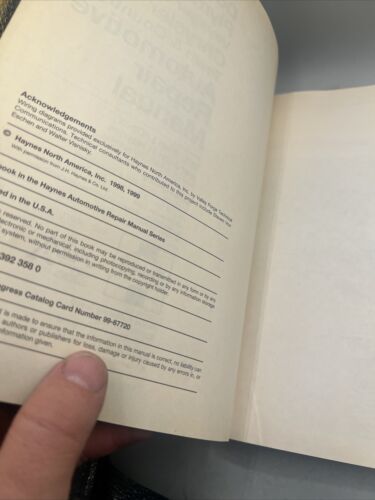 Acknowledgements
Wiring diagrams provided exclusively for Haynes North America, Inc. by Valley Forge Technical
Communications. Technical consultants who contributed to this project include
Eschen and Walter Vernisky.
© Haynes North America, Inc. 1998, 1999
With permission from J.H. Haynes & Co. Ltd.
book in the Haynes Automotive Repair Manual Series
ed in the U.S.A.
reserved. No part of this book may be reproduced or transmitted in any form or by any
electronic or mechanical, including photocopying, recording or by any information storage
system, without permission in writing from the copyright holder.
392 358 0
gress Catalog Card Number 99-67720
t is made to ensure that the information in this manual is correct, no liability can
authors or publishers for loss, damage or injury caused by any errors in, or
information given.